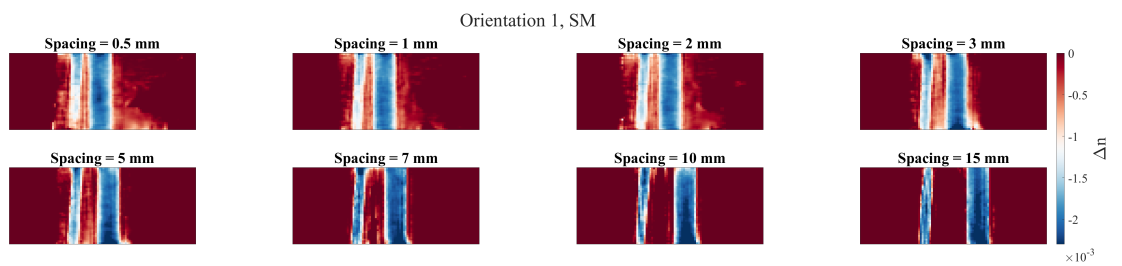 Orientation 1, SM
Spacing = 0.5 mm
Spacing = 1 mm
Spacing = 2 mm
Spacing = 3 mm
0
-0.5
-1
-1.5
-2
×10⁻³
Δn
Spacing = 5 mm
Spacing = 7 mm
Spacing = 10 mm
Spacing = 15 mm